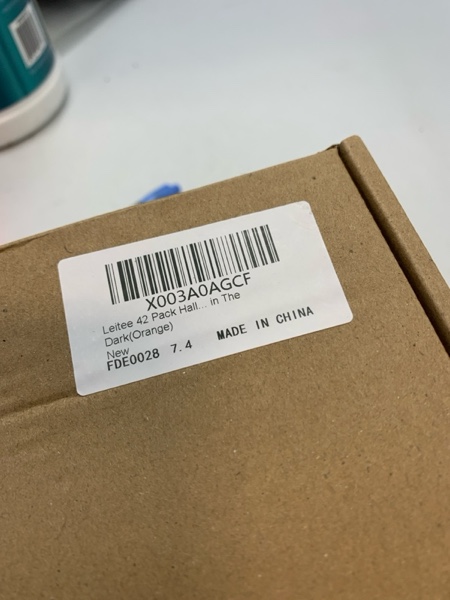 X003A0AGCF
Leitee 42 Pack Hall... in The
Dark(Orange)
New
FDE0028 7.4 MADE IN CHINA